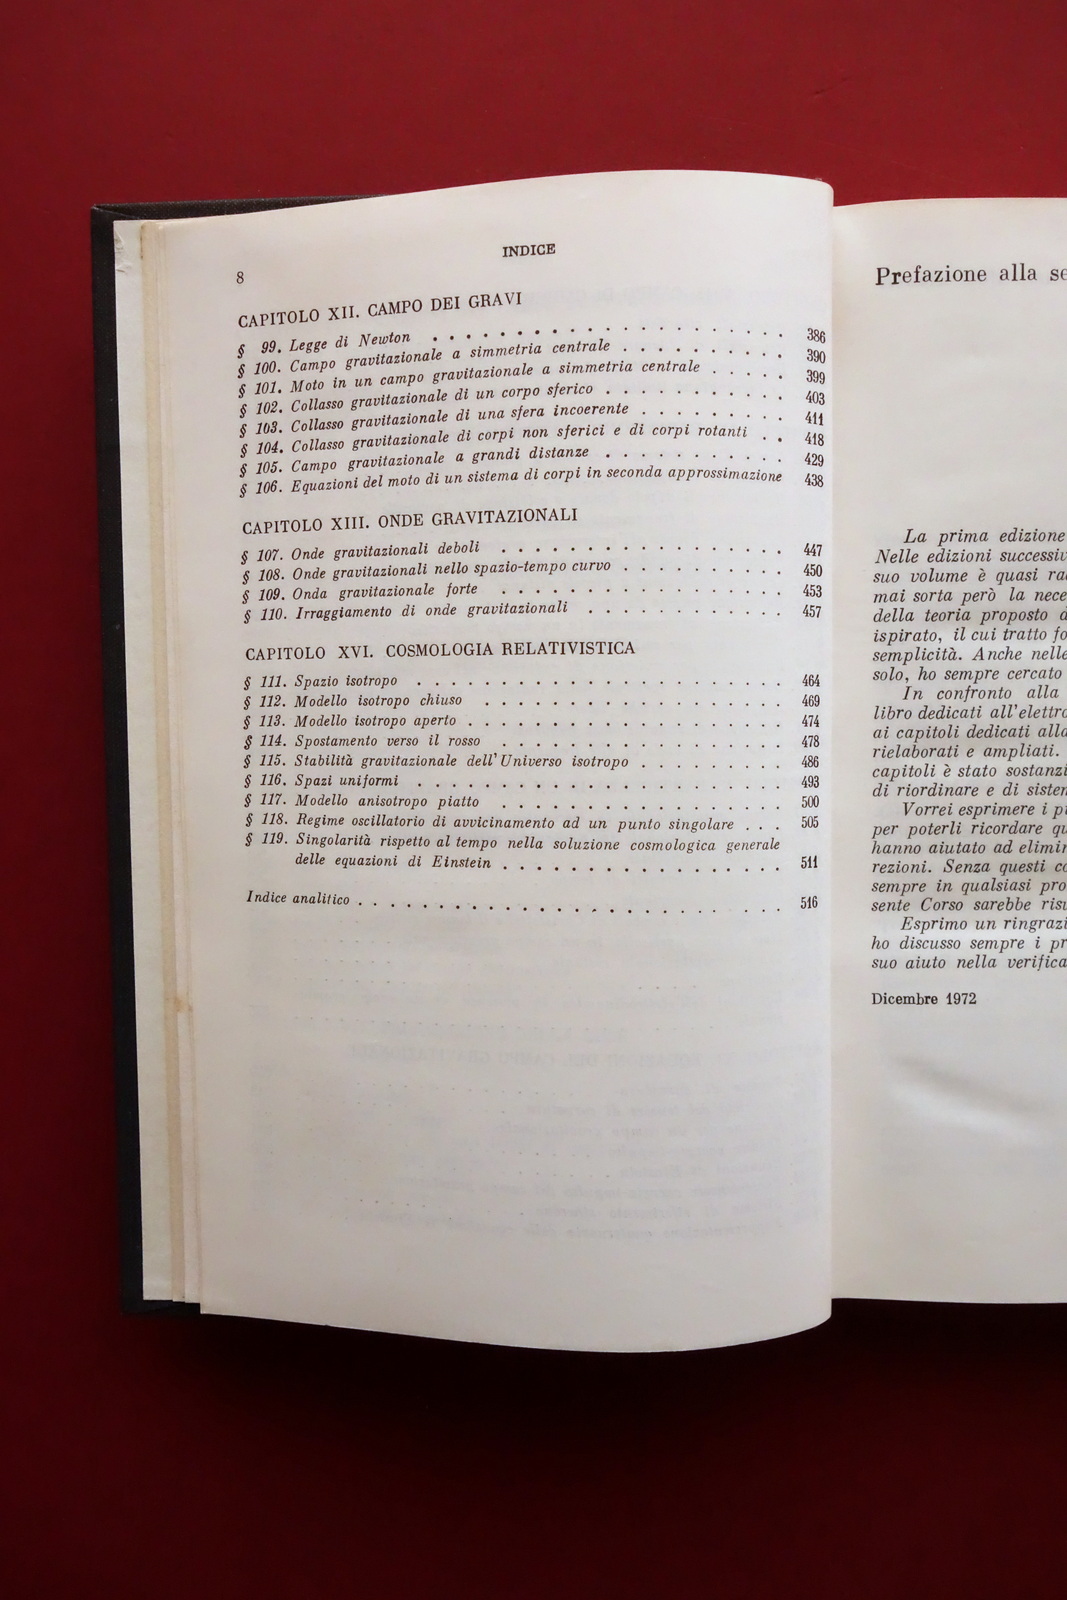 INDICE
8
CAPITOLO XII. CAMPO DEI GRAVI
§ 99. Legge di Newton . . . . . . . . . . . . . . . . . . . . . 386
§ 100. Campo gravitazionale a simmetria centrale . . . . . . . . . . 390
§ 101. Moto in un campo gravitazionale a simmetria centrale . . . . . 399
§ 102. Collasso gravitazionale di un corpo sferico . . . . . . . . . . . 403
§ 103. Collasso gravitazionale di una sfera incoerente . . . . . . . . . 411
§ 104. Collasso gravitazionale di corpi non sferici e di corpi rotanti . . 418
§ 105. Campo gravitazionale a grandi distanze . . . . . . . . . . . 429
§ 106. Equazioni del moto di un sistema di corpi in seconda approssimazione 438
CAPITOLO XIII. ONDE GRAVITAZIONALI
§ 107. Onde gravitazionali deboli . . . . . . . . . . . . . . . . . 447
§ 108. Onde gravitazionali nello spazio-tempo curvo . . . . . . . . . . 450
§ 109. Onda gravitazionale forte . . . . . . . . . . . . . . . . . 453
§ 110. Irraggiamento di onde gravitazionali . . . . . . . . . . . . 457
CAPITOLO XVI. COSMOLOGIA RELATIVISTICA
§ 111. Spazio isotropo . . . . . . . . . . . . . . . . . . . . . . 464
§ 112. Modello isotropo chiuso . . . . . . . . . . . . . . . . . . 469
§ 113. Modello isotropo aperto . . . . . . . . . . . . . . . . . . . 474
§ 114. Spostamento verso il rosso . . . . . . . . . . . . . . . . . 478
§ 115. Stabilità gravitazionale dell'Universo isotropo . . . . . . . . . 486
§ 116. Spazi uniformi . . . . . . . . . . . . . . . . . . . . . . 493
§ 117. Modello anisotropo piatto . . . . . . . . . . . . . . . . . 500
§ 118. Regime oscillatorio di avvicinamento ad un punto singolare . . . 505
§ 119. Singolarità rispetto al tempo nella soluzione cosmologica generale
delle equazioni di Einstein . . . . . . . . . . . . . . . . . 511
Indice analitico . . . . . . . . . . . . . . . . . . . . . . . . . 516
Prefazione alla se
La prima edizione
Nelle edizioni successiv
suo volume è quasi ra
mai sorta però la nece
della teoria proposto d
ispirato, il cui tratto fo
semplicità. Anche nelle
solo, ho sempre cercato
In confronto alla
libro dedicati all'elettro
ai capitoli dedicati alla
rielaborati e ampliati.
capitoli è stato sostanzi
di riordinare e di sistem
Vorrei esprimere i pi
per poterli ricordare qu
hanno aiutato ad elimin
rezioni. Senza questi co
sempre in qualsiasi pro
sente Corso sarebbe risu
Esprimo un ringrazi
ho discusso sempre i pr
suo aiuto nella verifica
Dicembre 1972